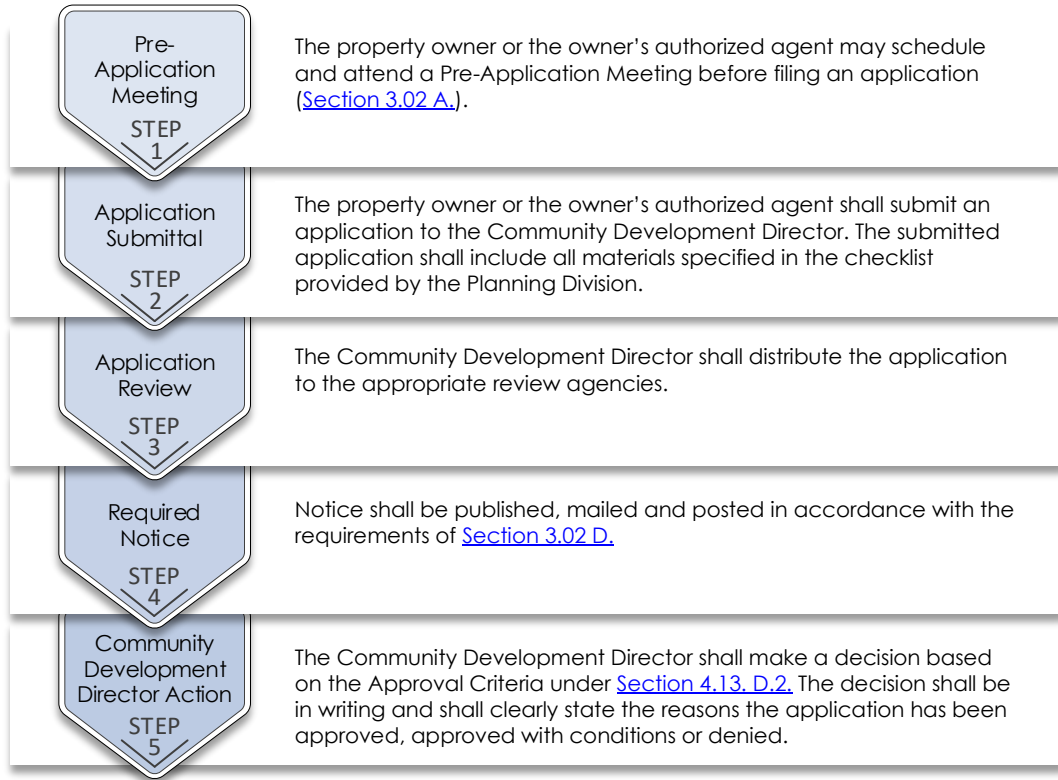 Pre-
Application
Meeting
STEP
1
The property owner or the owner’s authorized agent may schedule
and attend a Pre-Application Meeting before filing an application
(Section 3.02 A.).
Application
Submittal
STEP
2
The property owner or the owner’s authorized agent shall submit an
application to the Community Development Director. The submitted
application shall include all materials specified in the checklist
provided by the Planning Division.
Application
Review
STEP
3
The Community Development Director shall distribute the application
to the appropriate review agencies.
Required
Notice
STEP
4
Notice shall be published, mailed and posted in accordance with the
requirements of Section 3.02 D.
Community
Development
Director Action
STEP
5
The Community Development Director shall make a decision based
on the Approval Criteria under Section 4.13. D.2. The decision shall be
in writing and shall clearly state the reasons the application has been
approved, approved with conditions or denied.